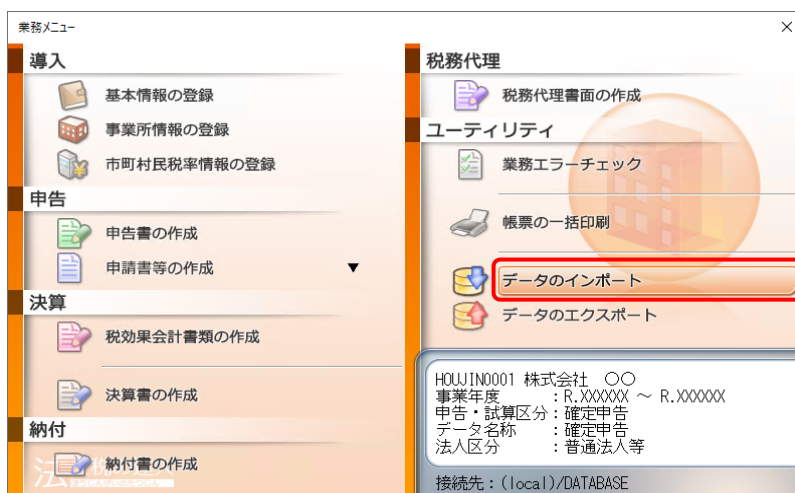 業務メニュー
導入
基本情報の登録
事業所情報の登録
市町村民税率情報の登録
申告
申告書の作成
申請書等の作成 ▼
決算
税効果会計書類の作成
決算書の作成
納付
納付書の作成
税務代理
税務代理書面の作成
ユーティリティ
業務エラーチェック
帳票の一括印刷
データのインポート
データのエクスポート
HOUJIN0001 株式会社 〇〇
事業年度 : R.XXXXXX ～ R.XXXXXX
申告・試算区分 : 確定申告
データ名称 : 確定申告
法人区分 : 普通法人等
接続先 : (local)/DATABASE